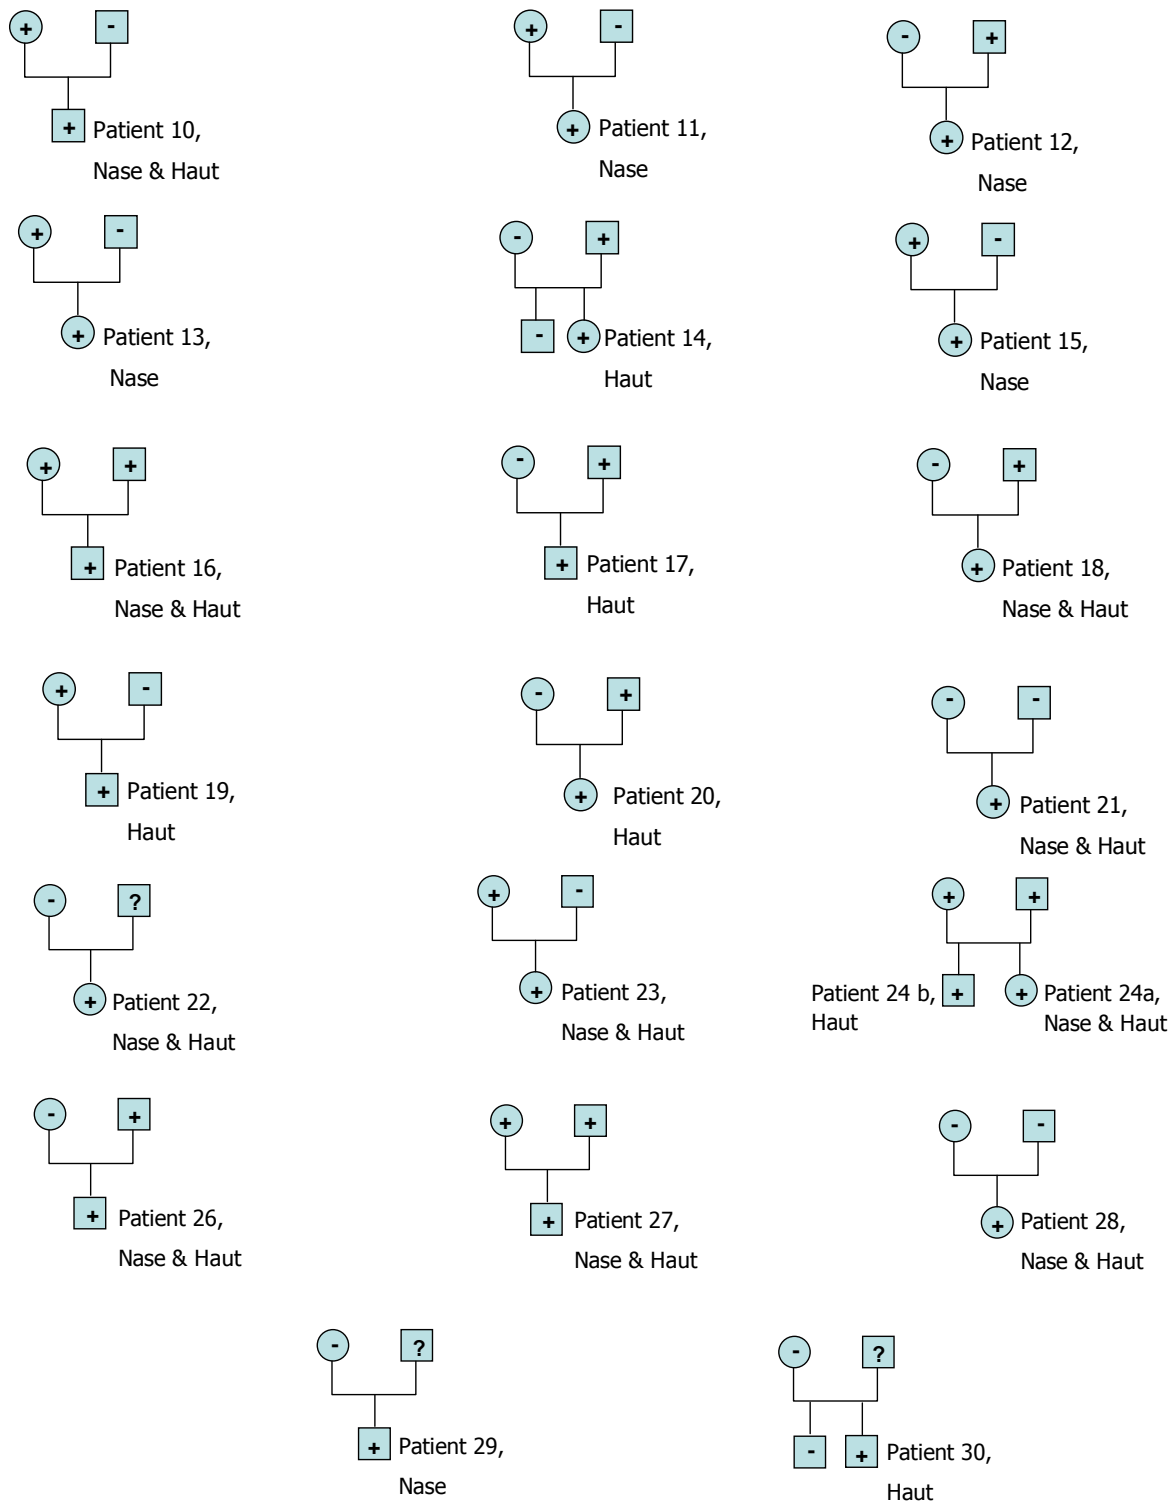 + -
+ Patient 10,
Nase & Haut
+ -
+ Patient 11,
Nase
- +
+ Patient 12,
Nase
+ -
+ Patient 13,
Nase
- +
- + Patient 14,
Haut
+ -
+ Patient 15,
Nase
+ +
+ Patient 16,
Nase & Haut
- +
+ Patient 17,
Haut
- +
+ Patient 18,
Nase & Haut
+ -
+ Patient 19,
Haut
- +
+ Patient 20,
Haut
- -
+ Patient 21,
Nase & Haut
- ?
+ Patient 22,
Nase & Haut
+ -
+ Patient 23,
Nase & Haut
+ +
Patient 24 b, +
Haut
+ Patient 24a,
Nase & Haut
- +
+ Patient 26,
Nase & Haut
+ +
+ Patient 27,
Nase & Haut
- -
+ Patient 28,
Nase & Haut
- ?
+ Patient 29,
Nase
- ?
- + Patient 30,
Haut